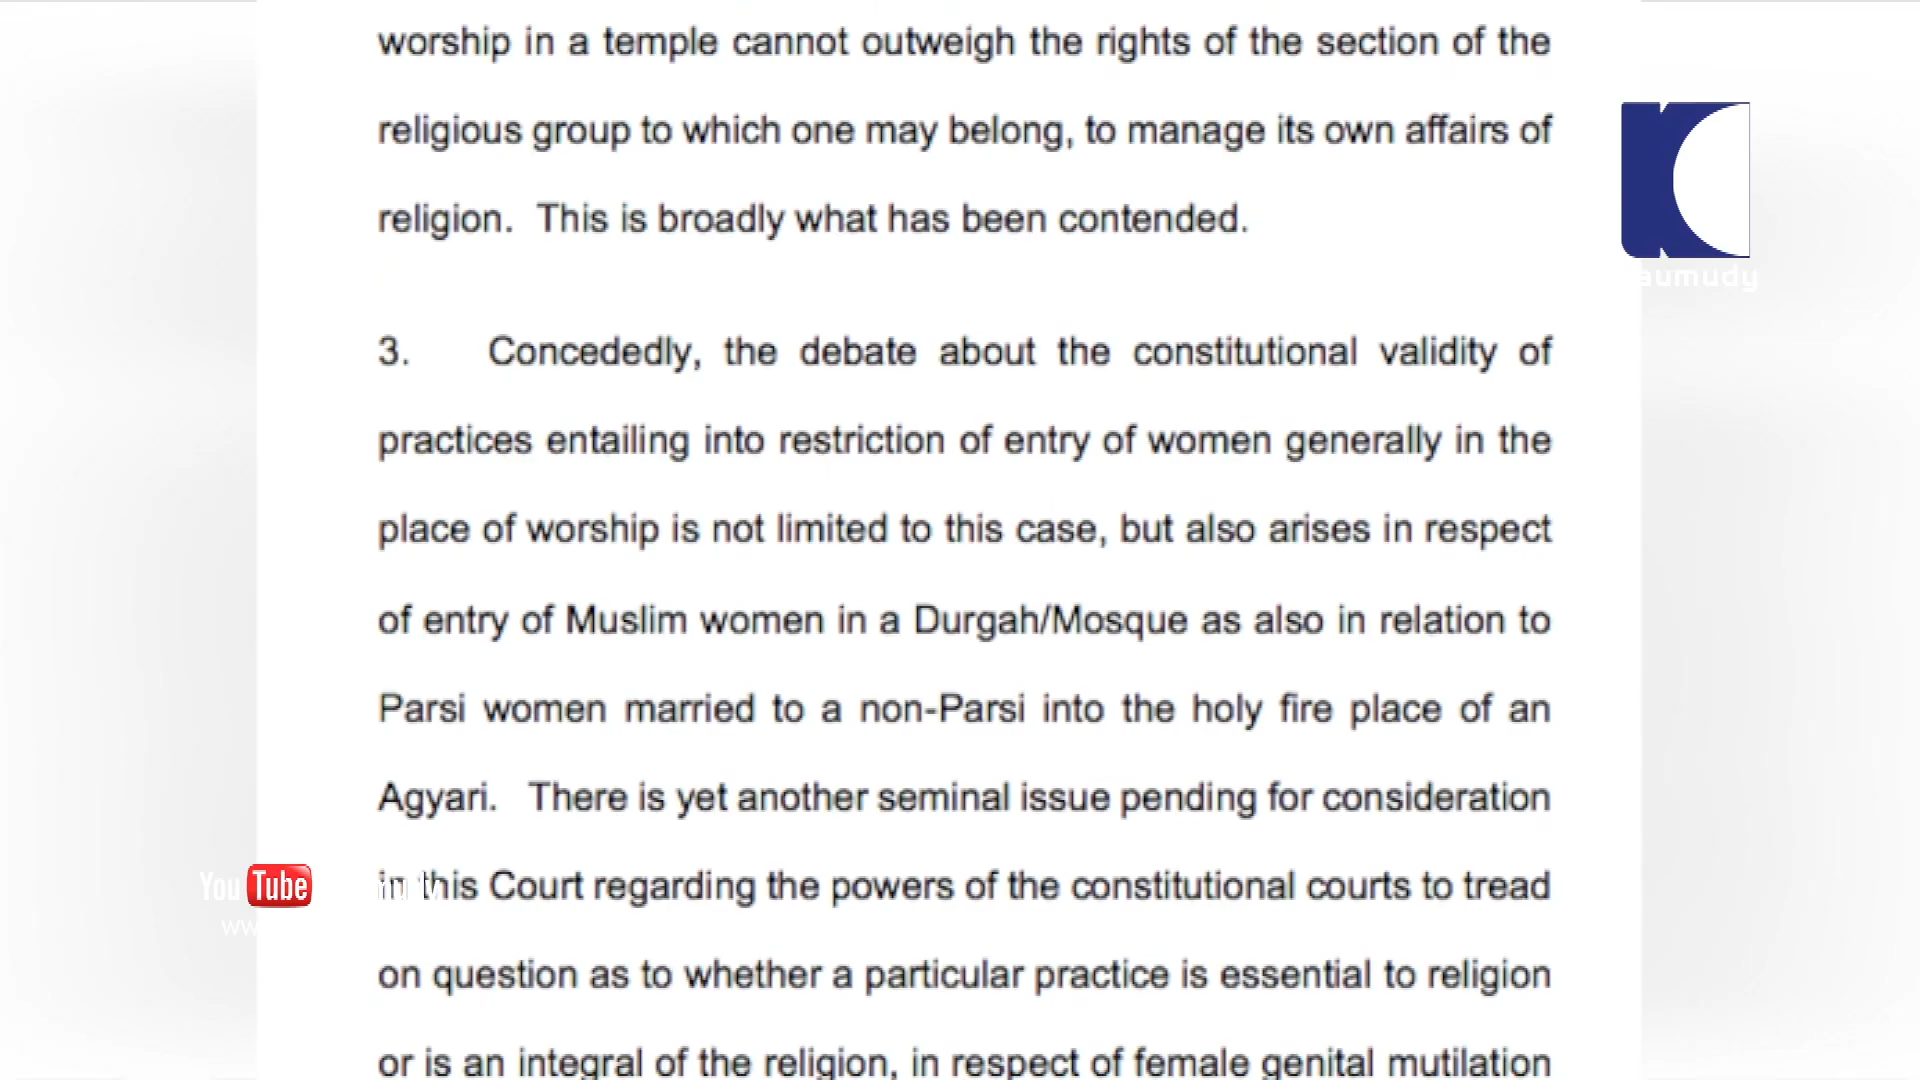 worship in a temple cannot outweigh the rights of the section of the
religious group to which one may belong, to manage its own affairs of
religion. This is broadly what has been contended.
aumudy
3. Concededly, the debate about the constitutional validity of
practices entailing into restriction of entry of women generally in the
place of worship is not limited to this case, but also arises in respect
of entry of Muslim women in a Durgah/Mosque as also in relation to
Parsi women married to a non-Parsi into the holy fire place of an
Agyari. There is yet another seminal issue pending for consideration
in this Court regarding the powers of the constitutional courts to tread
YouTube
on question as to whether a particular practice is essential to religion
or is an integral of the religion, in respect of female genital mutilation